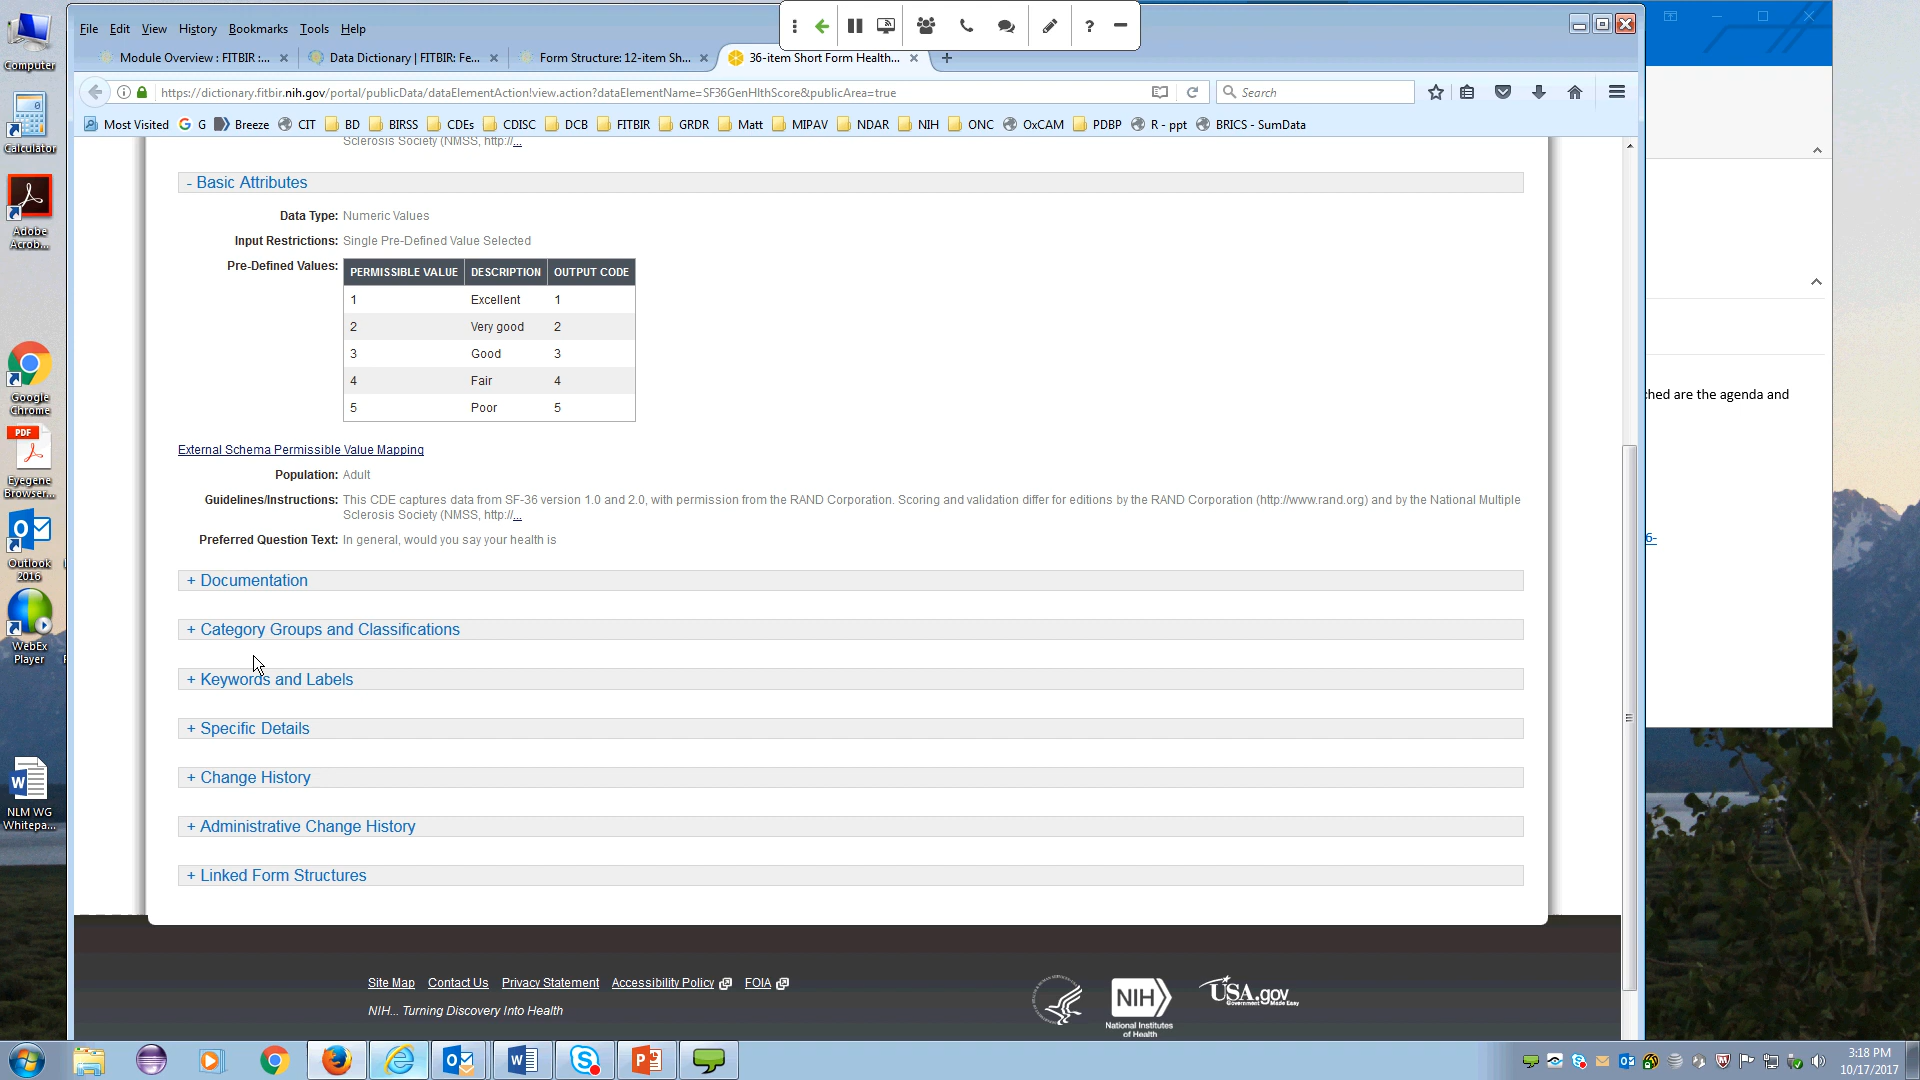 File Edit View History Bookmarks Tools Help
Module Overview : FITBIR :...
Data Dictionary | FITBIR: Fe...
Form Structure: 12-item Sh...
36-item Short Form Health...
https://dictionary.fitbir.nih.gov/portal/publicData/dataElementAction!view.action?dataElementName=SF36GenHlthScore&publicArea=true
Search
Most Visited G Breeze CIT BD BIRSS CDEs CDISC DCB FITBIR GRDR Matt MIPAV NDAR NIH ONC OxCAM PDBP R - ppt BRICS - SumData
Sclerosis Society (NMSS, http://...
- Basic Attributes
Data Type: Numeric Values
Input Restrictions: Single Pre-Defined Value Selected
Pre-Defined Values:
PERMISSIBLE VALUE DESCRIPTION OUTPUT CODE
1 Excellent 1
2 Very good 2
3 Good 3
4 Fair 4
5 Poor 5
External Schema Permissible Value Mapping
Population: Adult
Guidelines/Instructions: This CDE captures data from SF-36 version 1.0 and 2.0, with permission from the RAND Corporation. Scoring and validation differ for editions by the RAND Corporation (http://www.rand.org) and by the National Multiple
Sclerosis Society (NMSS, http://...
Preferred Question Text: In general, would you say your health is
+ Documentation
+ Category Groups and Classifications
+ Keywords and Labels
+ Specific Details
+ Change History
+ Administrative Change History
+ Linked Form Structures
Site Map Contact Us Privacy Statement Accessibility Policy FOIA
NIH... Turning Discovery Into Health
NIH
National Institutes
of Health
USA.gov
Government Made Easy
ched are the agenda and
6-
Computer
Calculator
Adobe
Acrob...
Google
Chrome
PDF
Eyegene
Browser...
Outlook
2016
WebEx
Player
NLM WG
Whitepa...
3:18 PM
10/17/2017